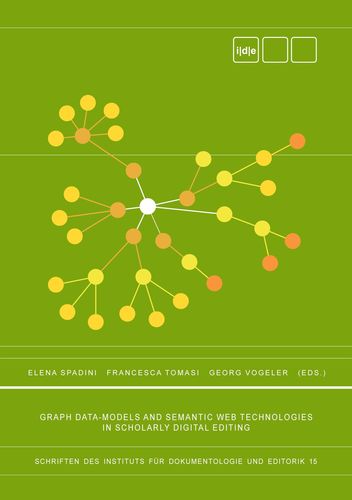 i|d|e
ELENA SPADINI FRANCESCA TOMASI GEORG VOGELER (EDS.)
GRAPH DATA-MODELS AND SEMANTIC WEB TECHNOLOGIES
IN SCHOLARLY DIGITAL EDITING
SCHRIFTEN DES INSTITUTS FÜR DOKUMENTOLOGIE UND EDITORIK 15